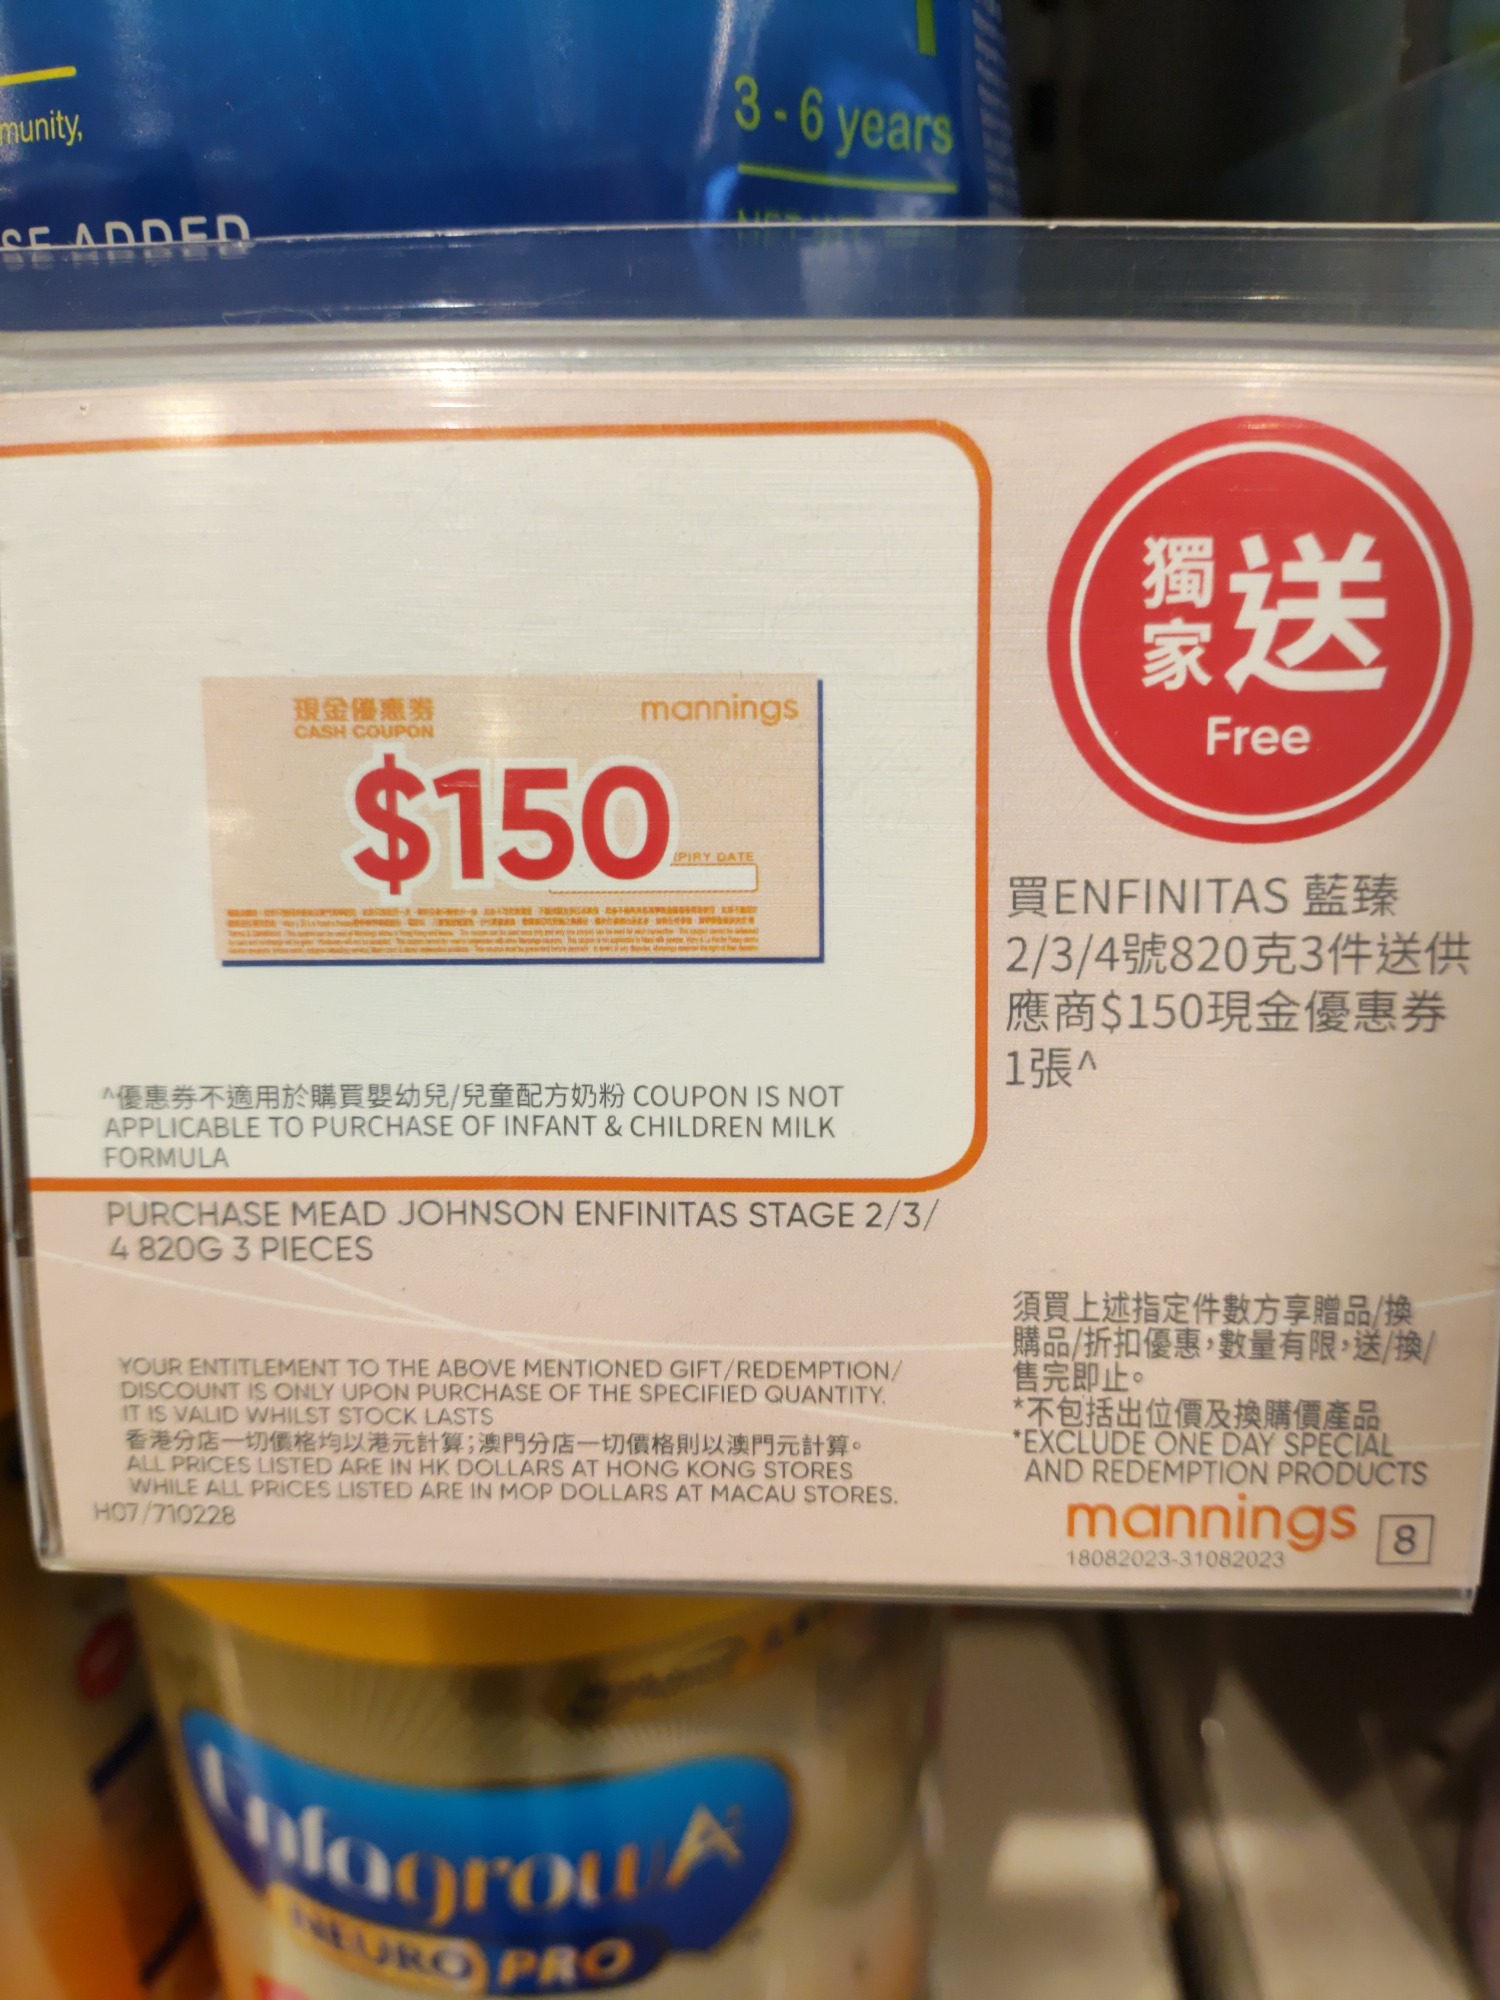 munity,
3 - 6 years
SE ADDED
獨家 送
Free
現金優惠券
mannings
CASH COUPON
$150
PIRY DATE
買ENFINITAS 藍臻
2/3/4號820克3件送供
應商$150現金優惠券
1張^
^優惠券不適用於購買嬰幼兒/兒童配方奶粉 COUPON IS NOT
APPLICABLE TO PURCHASE OF INFANT & CHILDREN MILK
FORMULA
PURCHASE MEAD JOHNSON ENFINITAS STAGE 2/3/
4 820G 3 PIECES
須買上述指定件數方享贈品/換
購品/折扣優惠，數量有限，送/換/
售完即止。
*不包括出位價及換購價產品
*EXCLUDE ONE DAY SPECIAL
AND REDEMPTION PRODUCTS
YOUR ENTITLEMENT TO THE ABOVE MENTIONED GIFT/REDEMPTION/
DISCOUNT IS ONLY UPON PURCHASE OF THE SPECIFIED QUANTITY.
IT IS VALID WHILST STOCK LASTS
香港分店一切價格均以港元計算；澳門分店一切價格則以澳門元計算。
ALL PRICES LISTED ARE IN HK DOLLARS AT HONG KONG STORES
WHILE ALL PRICES LISTED ARE IN MOP DOLLARS AT MACAU STORES.
H07/710228
mannings
8
18082023-31082023
EnfagrowA
NEURO PRO